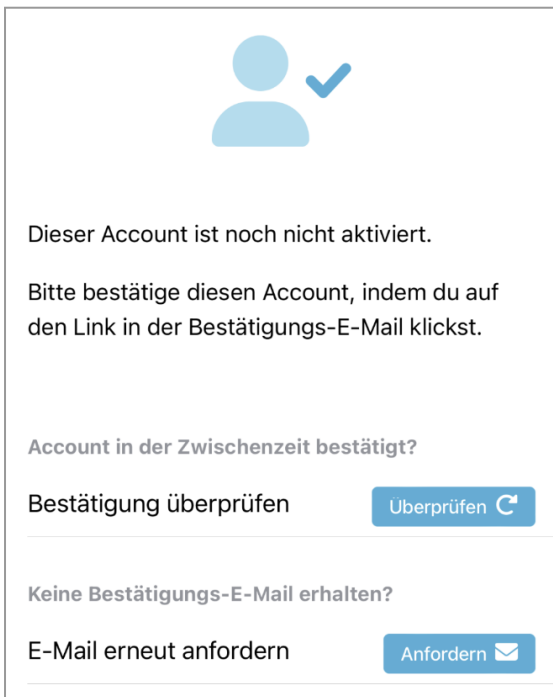 Dieser Account ist noch nicht aktiviert.
Bitte bestätige diesen Account, indem du auf
den Link in der Bestätigungs-E-Mail klickst.
Account in der Zwischenzeit bestätigt?
Bestätigung überprüfen
Überprüfen
Keine Bestätigungs-E-Mail erhalten?
E-Mail erneut anfordern
Anfordern